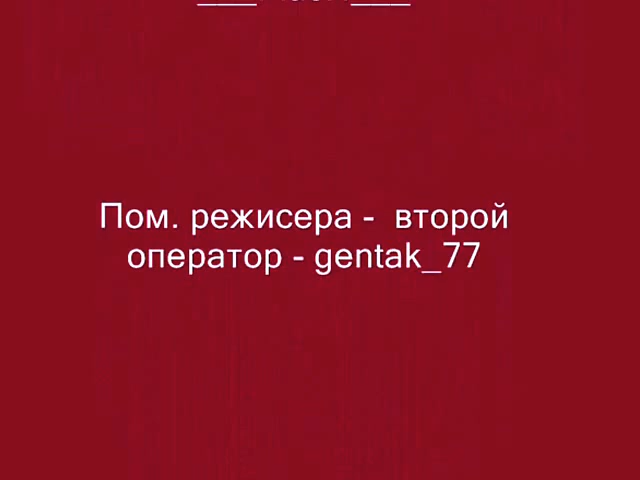 Пом. режисера -  второй
оператор - gentak_77